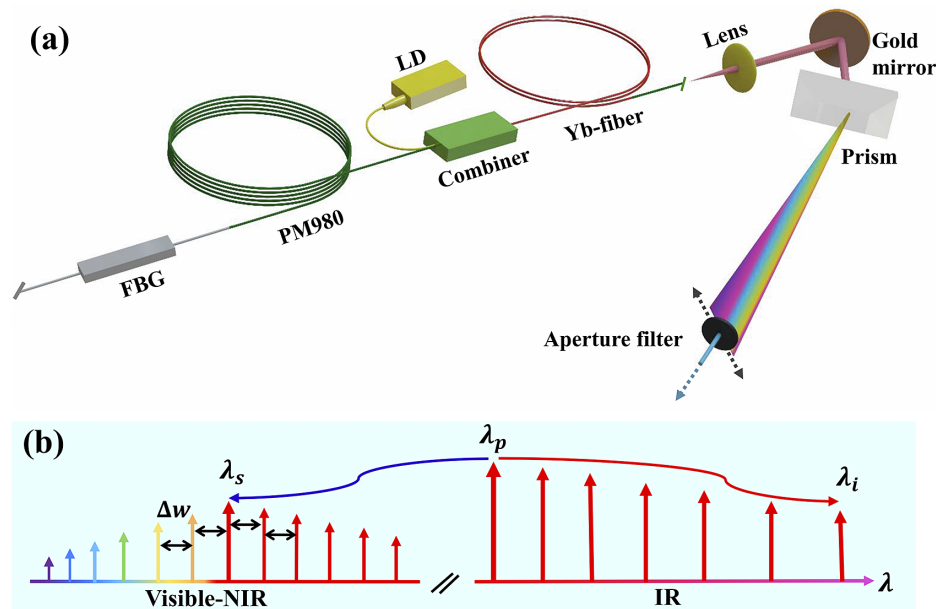 (a)
LD
Lens
Gold
mirror
Yb-fiber
Combiner
Prism
PM980
FBG
Aperture filter
(b)
λp
λs
λi
Δw
λ
Visible-NIR
IR